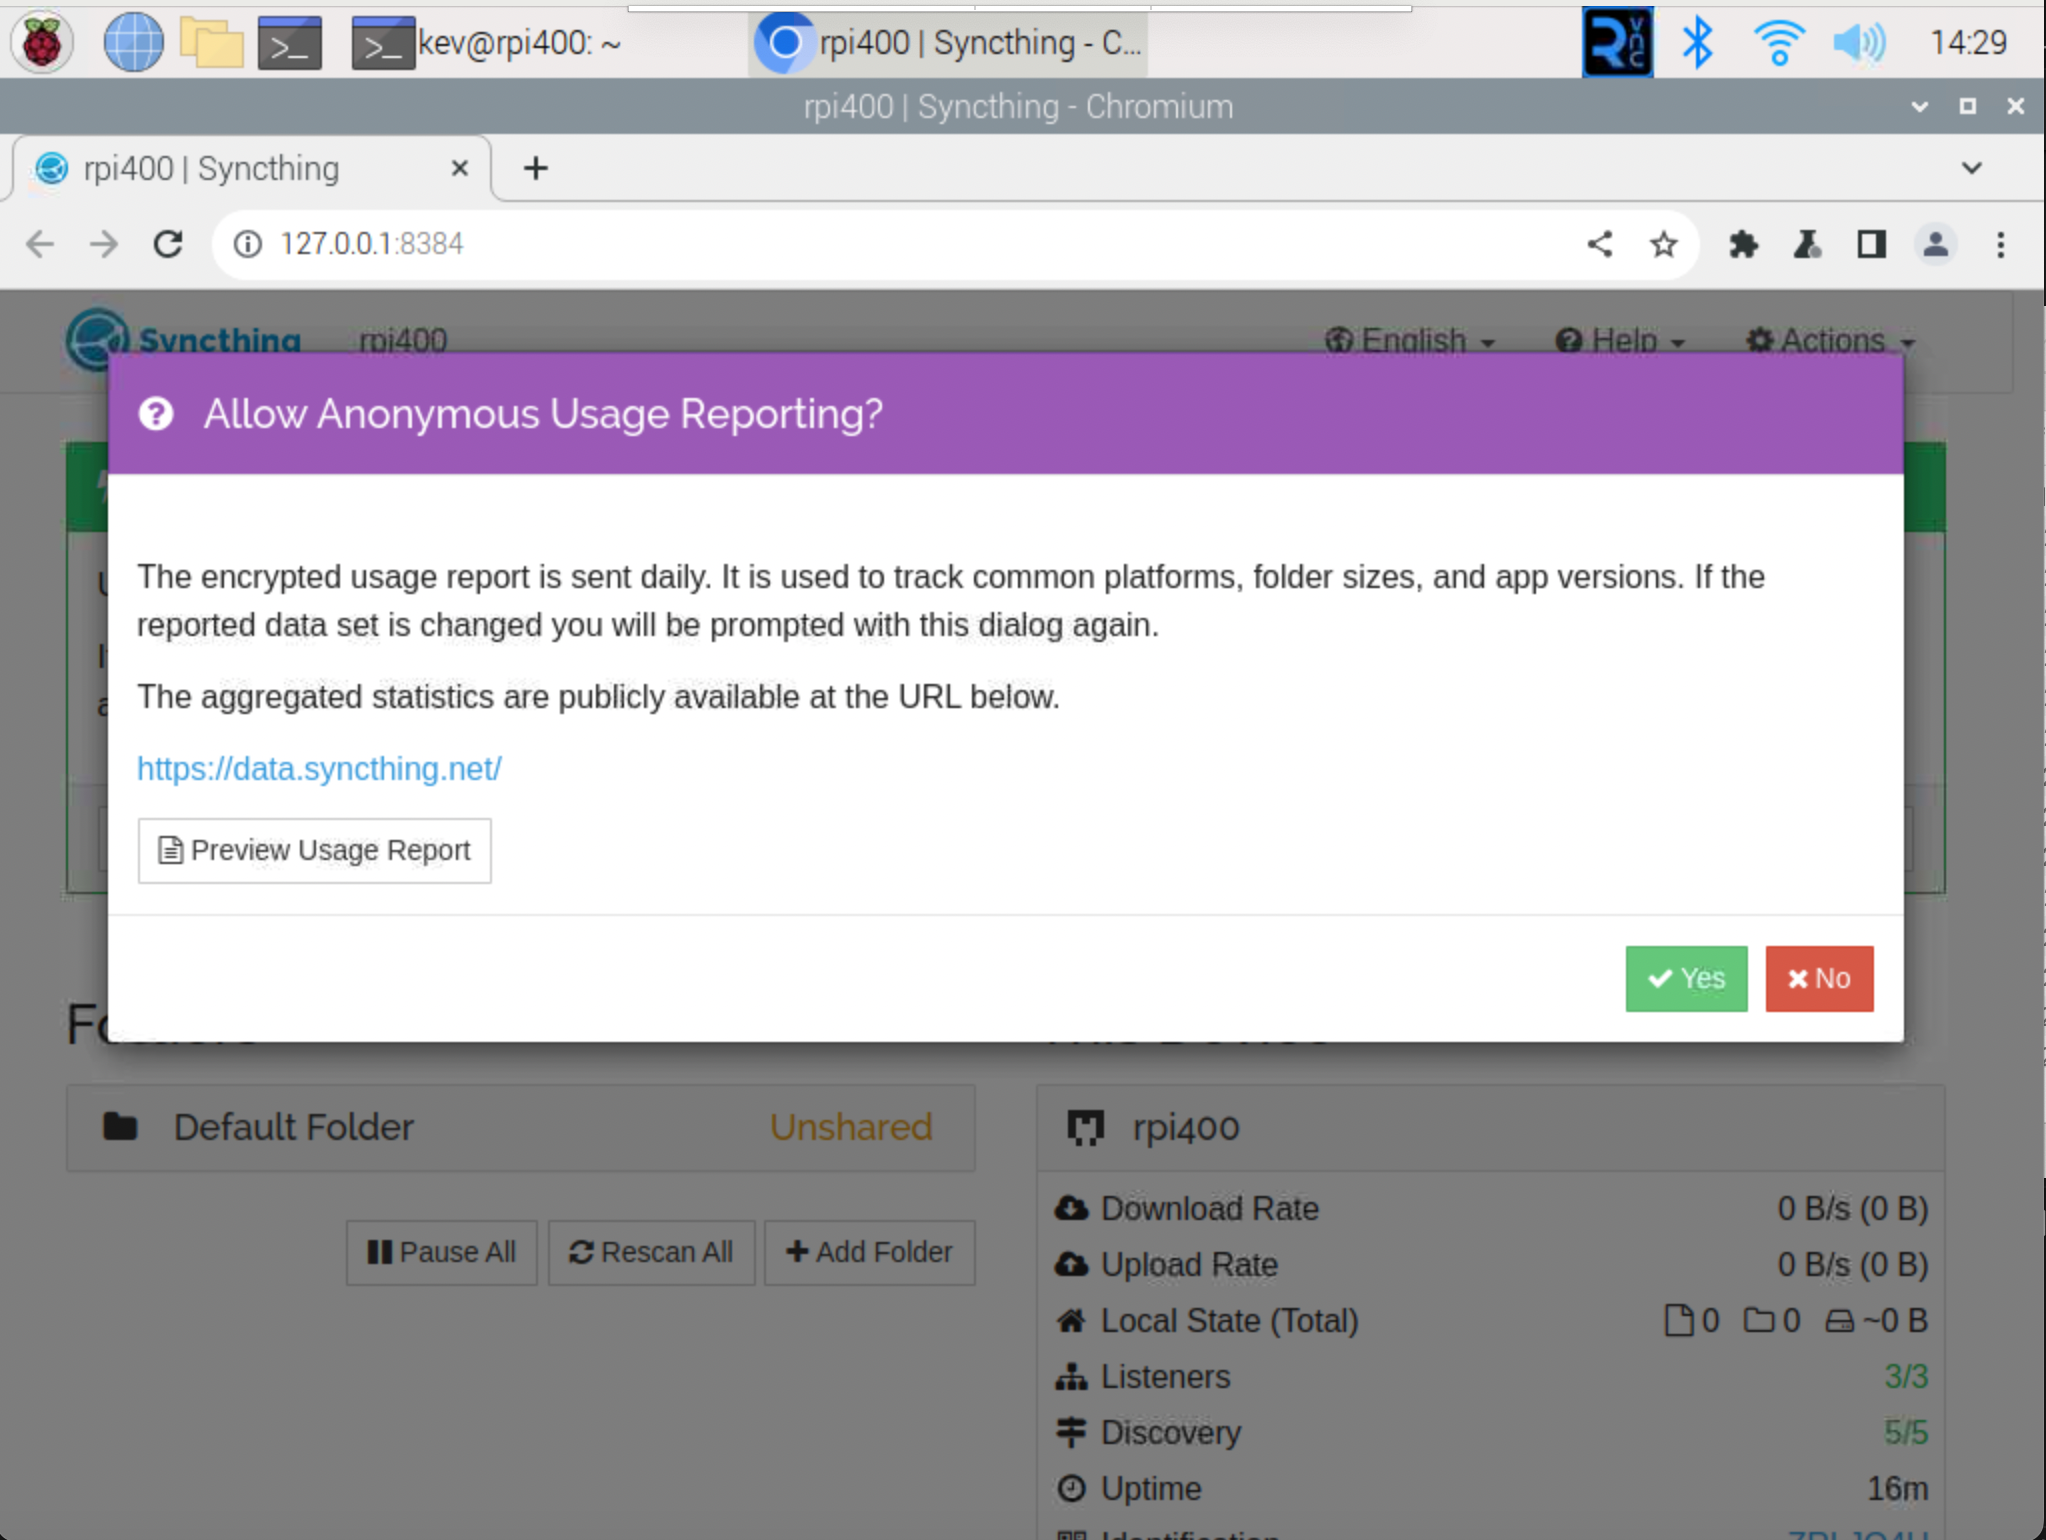 kev@rpi400: ~
rpi400 | Syncthing - C...
14:29
rpi400 | Syncthing - Chromium
rpi400 | Syncthing
127.0.0.1:8384
Syncthing rpi400 English Help Actions
Allow Anonymous Usage Reporting?
The encrypted usage report is sent daily. It is used to track common platforms, folder sizes, and app versions. If the
reported data set is changed you will be prompted with this dialog again.
The aggregated statistics are publicly available at the URL below.
https://data.syncthing.net/
Preview Usage Report
Yes No
Default Folder Unshared
Pause All Rescan All Add Folder
rpi400
Download Rate 0 B/s (0 B)
Upload Rate 0 B/s (0 B)
Local State (Total) 0 0 ~0 B
Listeners 3/3
Discovery 5/5
Uptime 16m